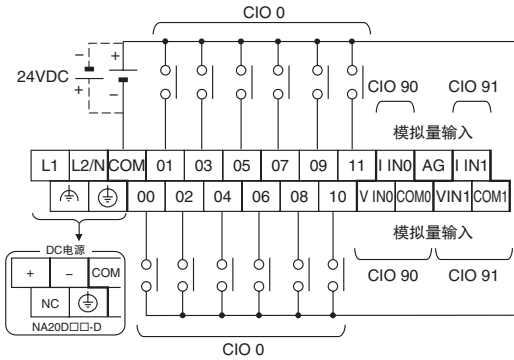 CIO 0
24VDC
− +
+ −
CIO 90 CIO 91
模拟量输入
L1 L2/N COM 01 03 05 07 09 11 I IN0 AG I IN1
00 02 04 06 08 10 V IN0 COM0 VIN1 COM1
模拟量输入
DC电源
CIO 90 CIO 91
+ − COM
NC
NA20D□□-D
CIO 0